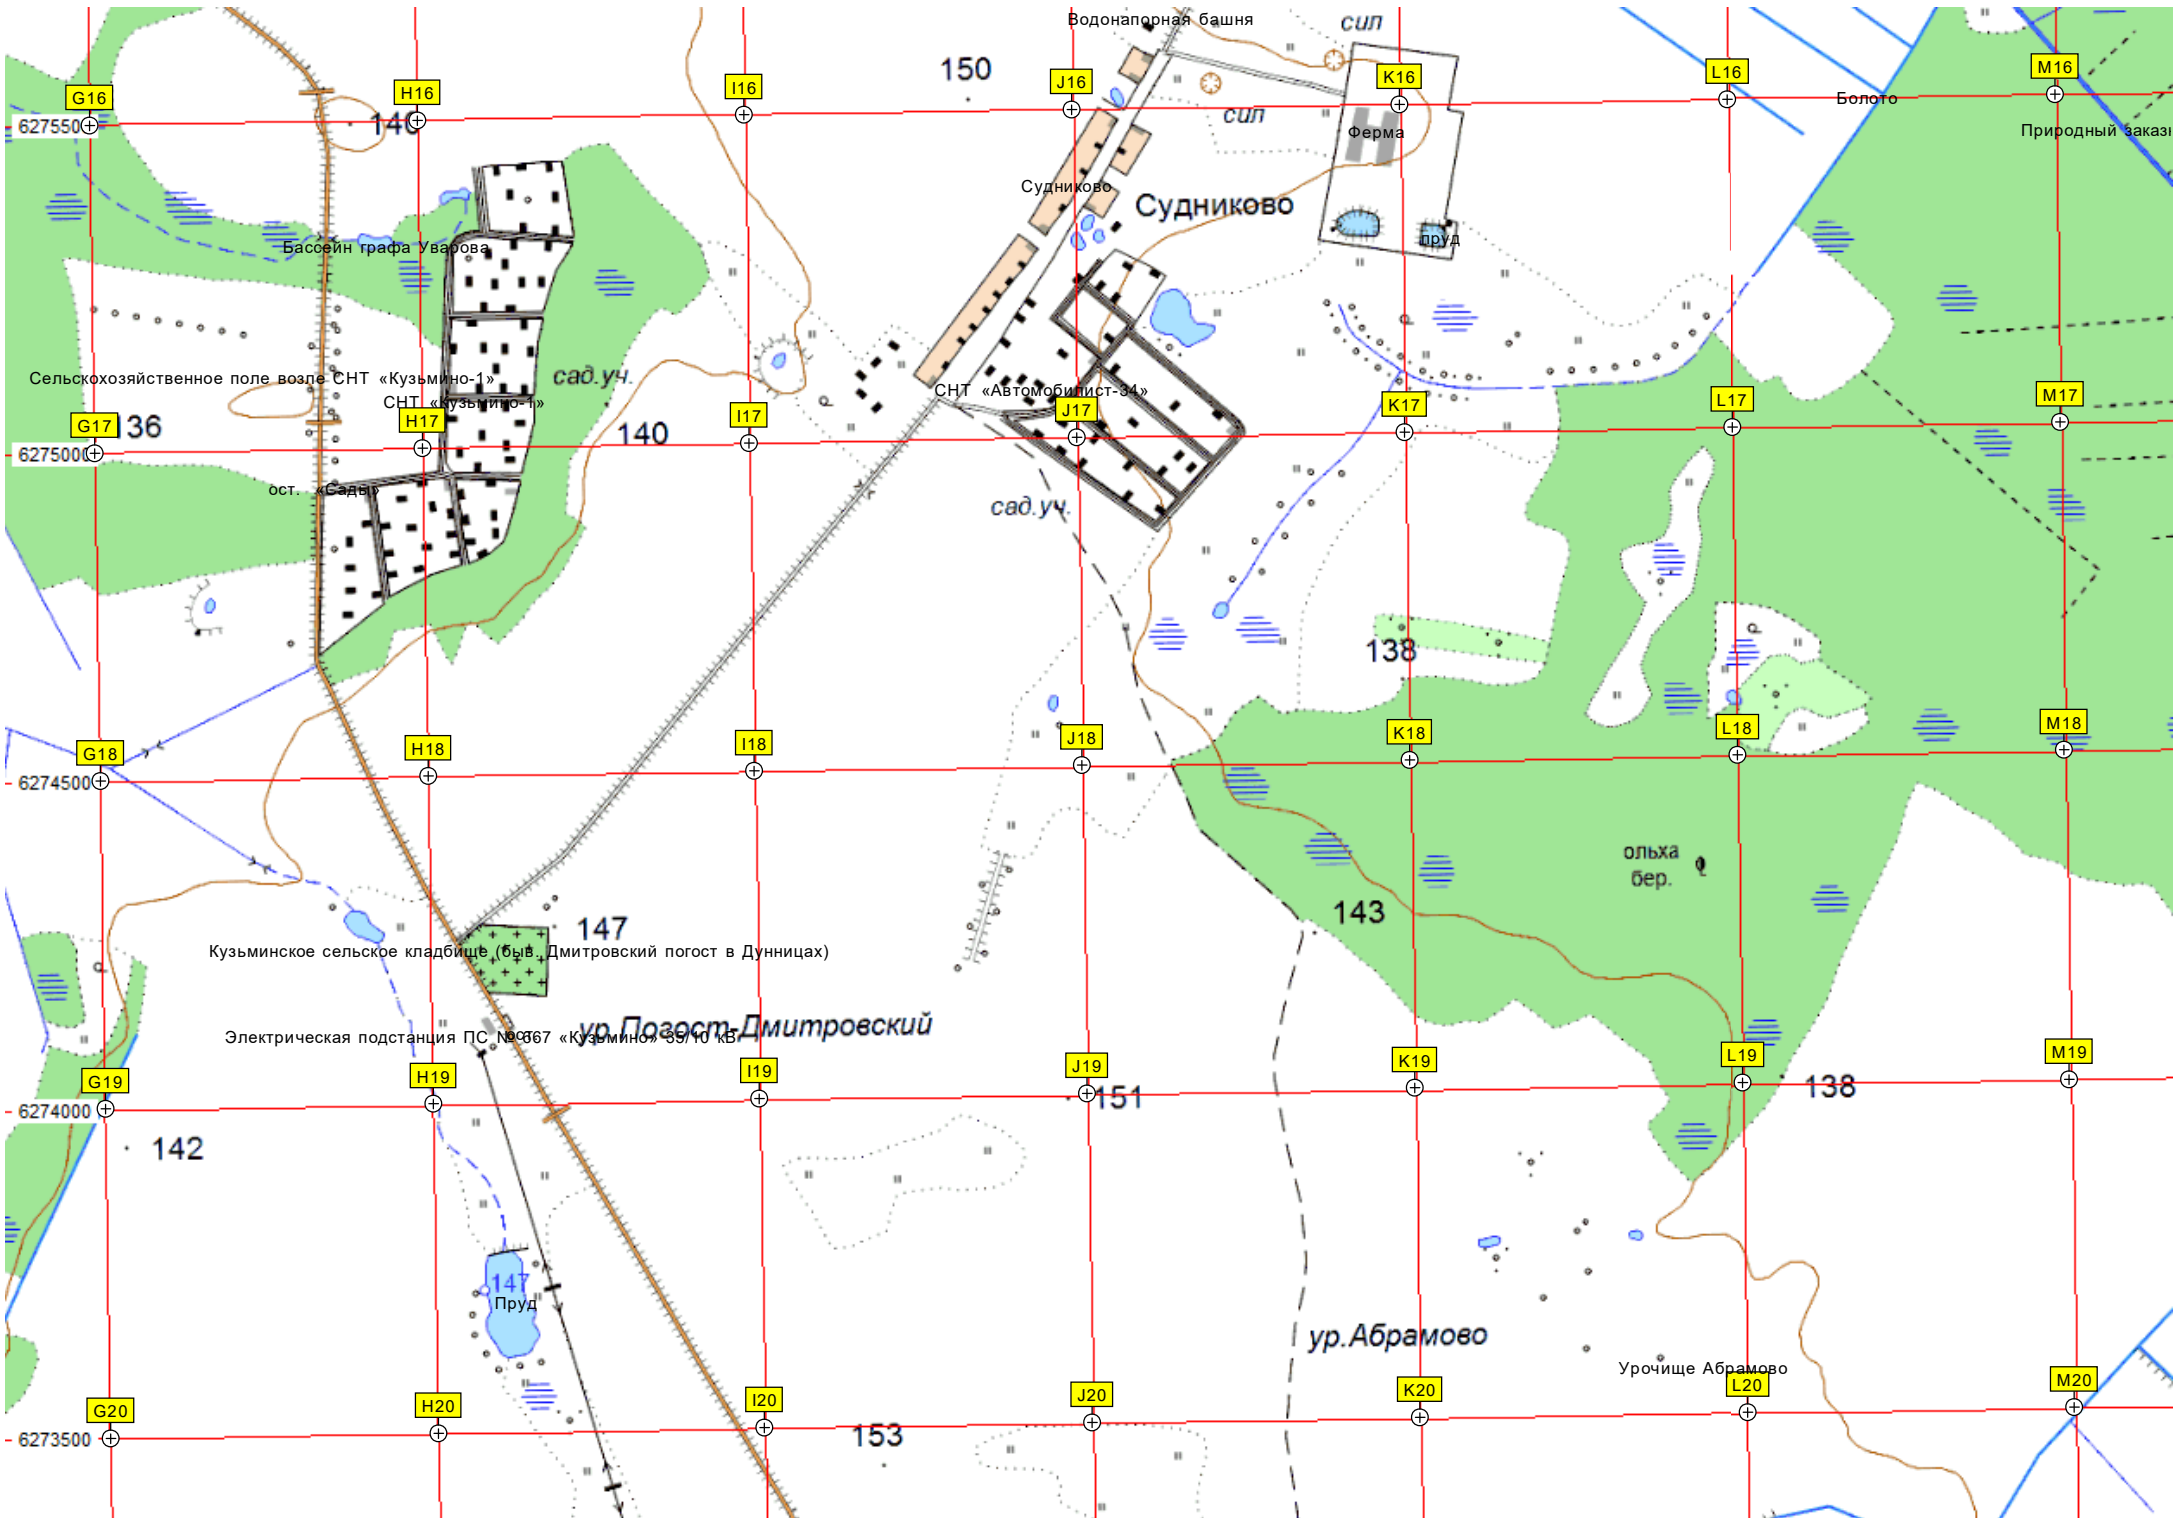 Водонапорная башня
сил
150
G16
H16
I16
J16
K16
L16
M16
Болото
6275500
140
сил
Ферма
Природный заказн
Судниково
Судниково
Бассейн графа Уварова
пруд
Сельскохозяйственное поле возле СНТ «Кузьмино-1»
сад.уч.
СНТ «Автомобилист-34»
СНТ «Кузьмино-1»
G17
H17
I17
J17
K17
L17
M17
136
140
6275000
ост. «Сады»
сад.уч.
138
G18
H18
I18
J18
K18
L18
M18
6274500
ольха
бер.
147
143
Кузьминское сельское кладбище (быв. Дмитровский погост в Дунницах)
ур.Погост-Дмитровский
Электрическая подстанция ПС № 667 «Кузьмино» 35/10 кВ
G19
H19
I19
J19
K19
L19
M19
151
138
6274000
142
147
Пруд
ур.Абрамово
Урочище Абрамово
G20
H20
I20
J20
K20
L20
M20
6273500
153